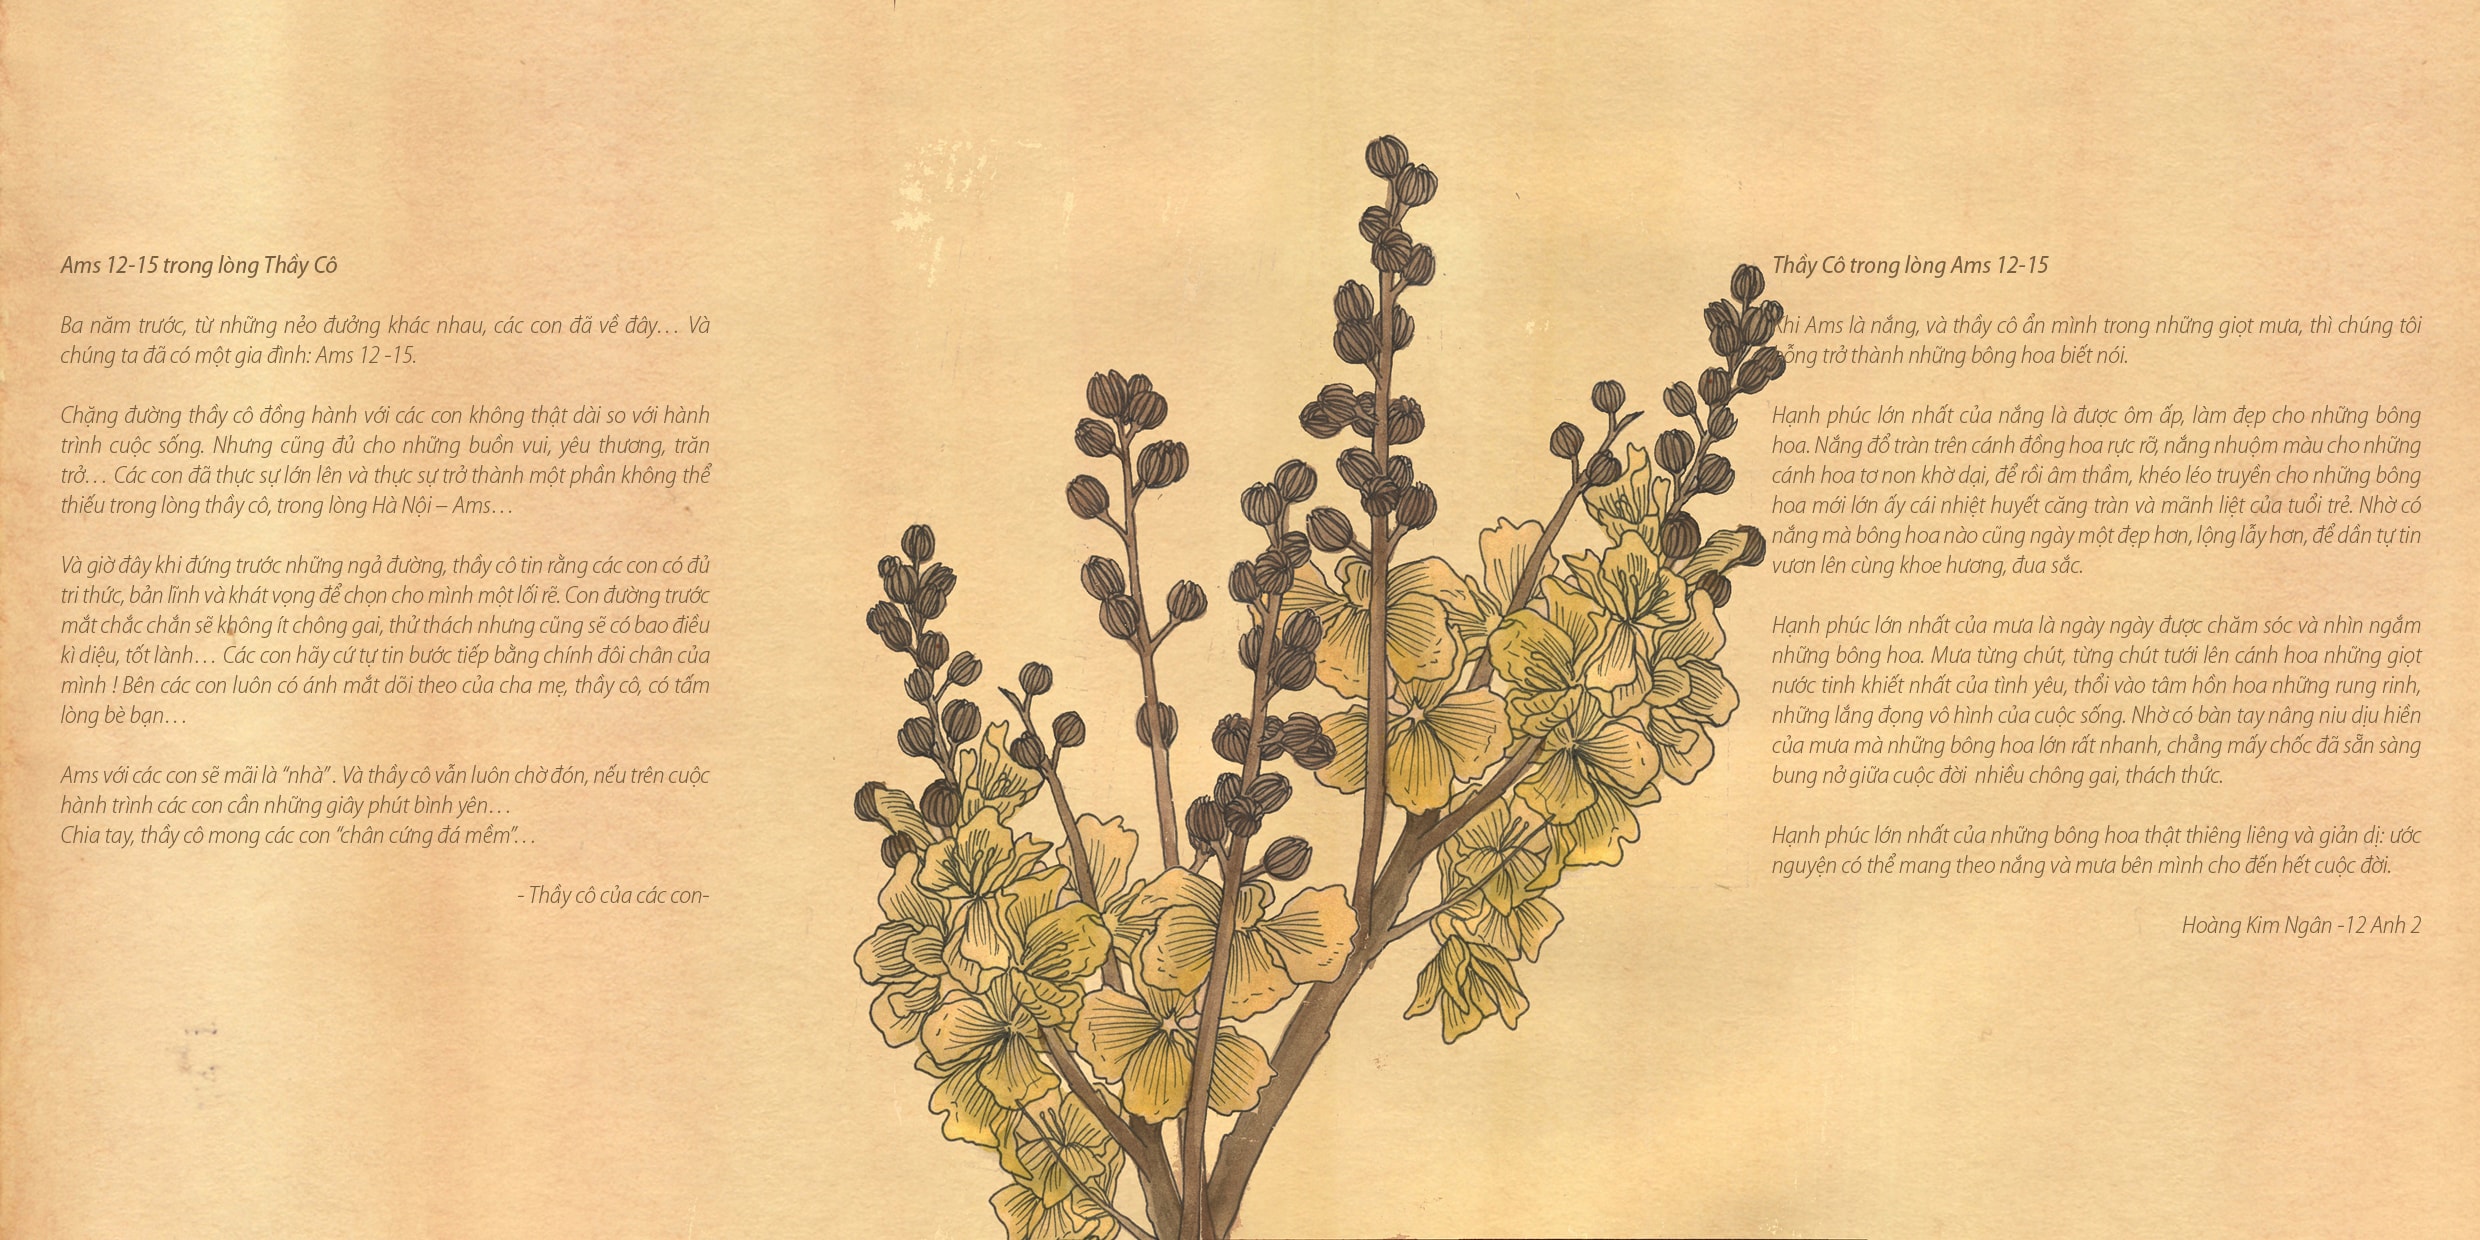 Ams 12-15 trong lòng Thầy Cô
Ba năm trước, từ những nẻo đưởng khác nhau, các con đã về đây… Và
chúng ta đã có một gia đình: Ams 12 -15.
Chặng đường thầy cô đồng hành với các con không thật dài so với hành
trình cuộc sống. Nhưng cũng đủ cho những buồn vui, yêu thương, trăn
trở… Các con đã thực sự lớn lên và thực sự trở thành một phần không thể
thiếu trong lòng thầy cô, trong lòng Hà Nội – Ams…
Và giờ đây khi đứng trước những ngả đường, thầy cô tin rằng các con có đủ
tri thức, bản lĩnh và khát vọng để chọn cho mình một lối rẽ. Con đường trước
mắt chắc chắn sẽ không ít chông gai, thử thách nhưng cũng sẽ có bao điều
kì diệu, tốt lành… Các con hãy cứ tự tin bước tiếp bằng chính đôi chân của
mình ! Bên các con luôn có ánh mắt dõi theo của cha mẹ, thầy cô, có tấm
lòng bè bạn…
Ams với các con sẽ mãi là “nhà” . Và thầy cô vẫn luôn chờ đón, nếu trên cuộc
hành trình các con cần những giây phút bình yên…
Chia tay, thầy cô mong các con “chân cứng đá mềm”…
- Thầy cô của các con-
Thầy Cô trong lòng Ams 12-15
Khi Ams là nắng, và thầy cô ẩn mình trong những giọt mưa, thì chúng tôi
bỗng trở thành những bông hoa biết nói.
Hạnh phúc lớn nhất của nắng là được ôm ấp, làm đẹp cho những bông
hoa. Nắng đổ tràn trên cánh đồng hoa rực rỡ, nắng nhuộm màu cho những
cánh hoa tơ non khờ dại, để rồi âm thầm, khéo léo truyền cho những bông
hoa mới lớn ấy cái nhiệt huyết căng tràn và mãnh liệt của tuổi trẻ. Nhờ có
nắng mà bông hoa nào cũng ngày một đẹp hơn, lộng lẫy hơn, để dần tự tin
vươn lên cùng khoe hương, đua sắc.
Hạnh phúc lớn nhất của mưa là ngày ngày được chăm sóc và nhìn ngắm
những bông hoa. Mưa từng chút, từng chút tưới lên cánh hoa những giọt
nước tinh khiết nhất của tình yêu, thổi vào tâm hồn hoa những rung rinh,
những lắng đọng vô hình của cuộc sống. Nhờ có bàn tay nâng niu dịu hiền
của mưa mà những bông hoa lớn rất nhanh, chẳng mấy chốc đã sẵn sàng
bung nở giữa cuộc đời nhiều chông gai, thách thức.
Hạnh phúc lớn nhất của những bông hoa thật thiêng liêng và giản dị: ước
nguyện có thể mang theo nắng và mưa bên mình cho đến hết cuộc đời.
Hoàng Kim Ngân -12 Anh 2